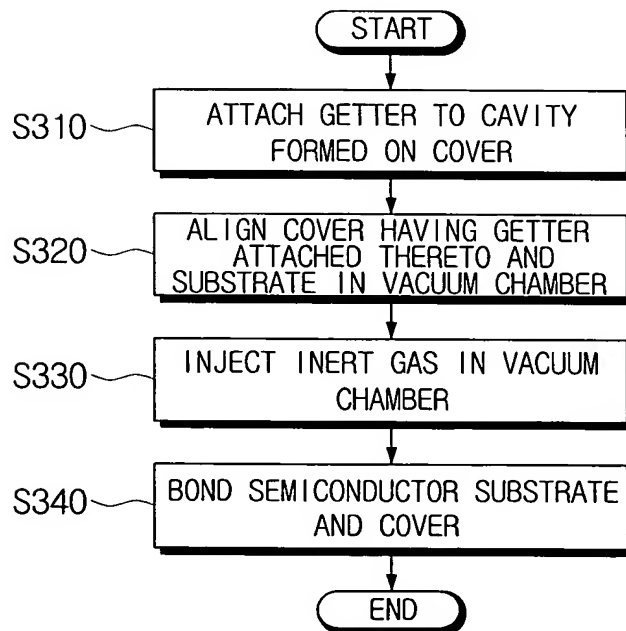 START
S310
ATTACH GETTER TO CAVITY
FORMED ON COVER
S320
ALIGN COVER HAVING GETTER
ATTACHED THERETO AND
SUBSTRATE IN VACUUM CHAMBER
S330
INJECT INERT GAS IN VACUUM
CHAMBER
S340
BOND SEMICONDUCTOR SUBSTRATE
AND COVER
END